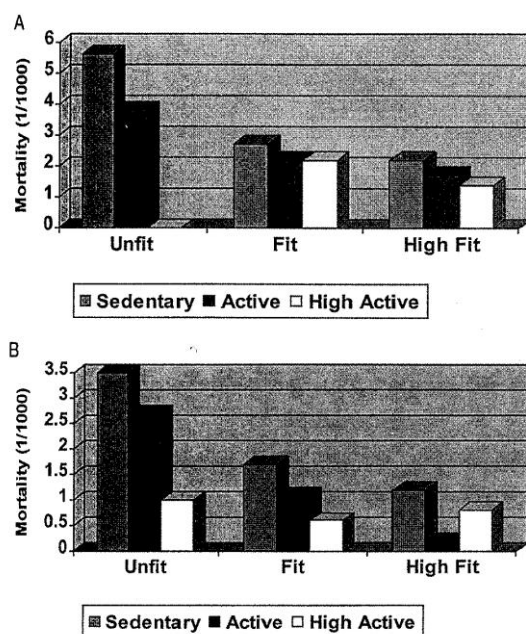 A
Mortality (1/1000)
6
5
4
3
2
1
0
Unfit Fit High Fit
Sedentary Active High Active
B
Mortality (1/1000)
3.5
3
2.5
2
1.5
1
0.5
0
Unfit Fit High Fit
Sedentary Active High Active